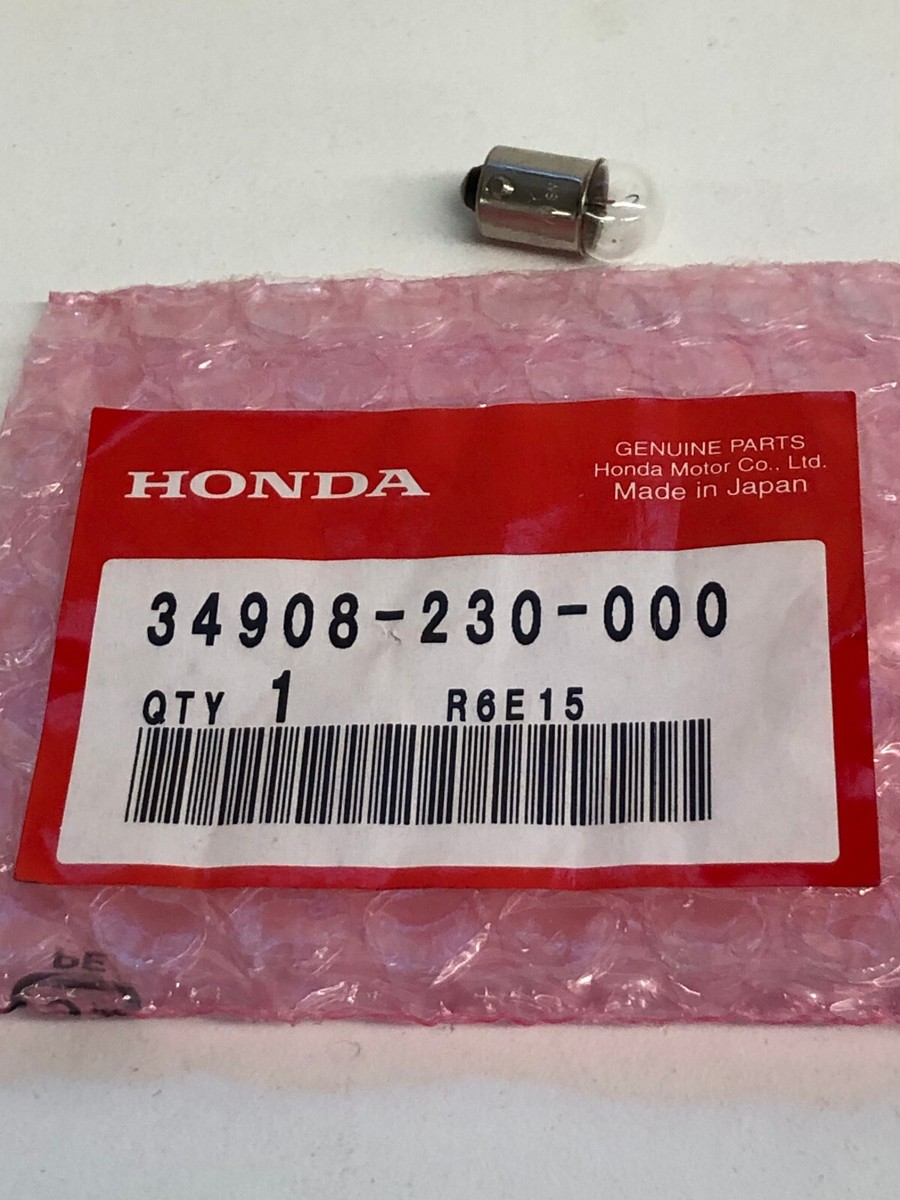 HONDA
GENUINE PARTS
Honda Motor Co., Ltd.
Made in Japan
34908-230-000
QTY 1 R6E15